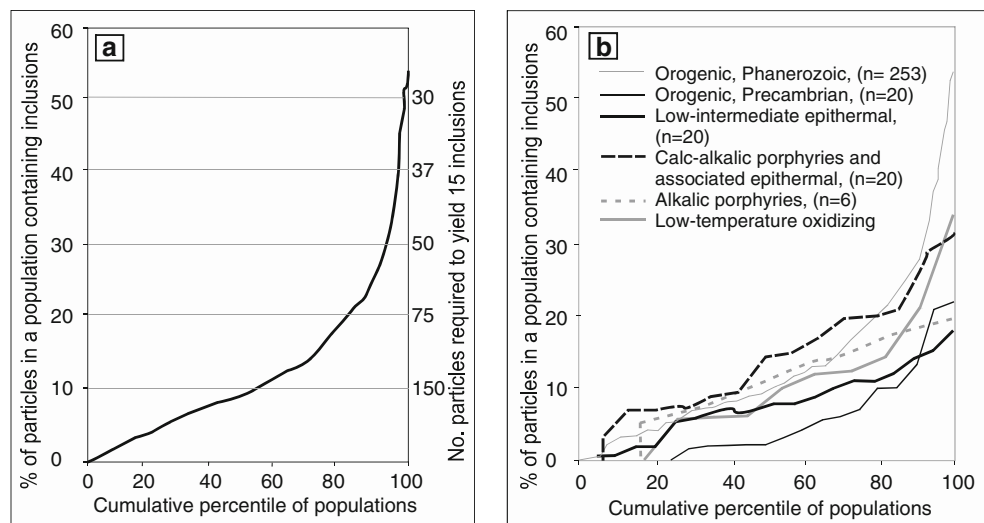 a
% of particles in a population containing inclusions
60
50
40
30
20
10
0
0 20 40 60 80 100
Cumulative percentile of populations
30
37
50
75
150
No. particles required to yield 15 inclusions
b
% of particles in a population containing inclusions
60
50
40
30
20
10
0
Orogenic, Phanerozoic, (n= 253)
Orogenic, Precambrian, (n=20)
Low-intermediate epithermal,
(n=20)
Calc-alkalic porphyries and
associated epithermal, (n=20)
Alkalic porphyries, (n=6)
Low-temperature oxidizing
0 20 40 60 80 100
Cumulative percentile of populations